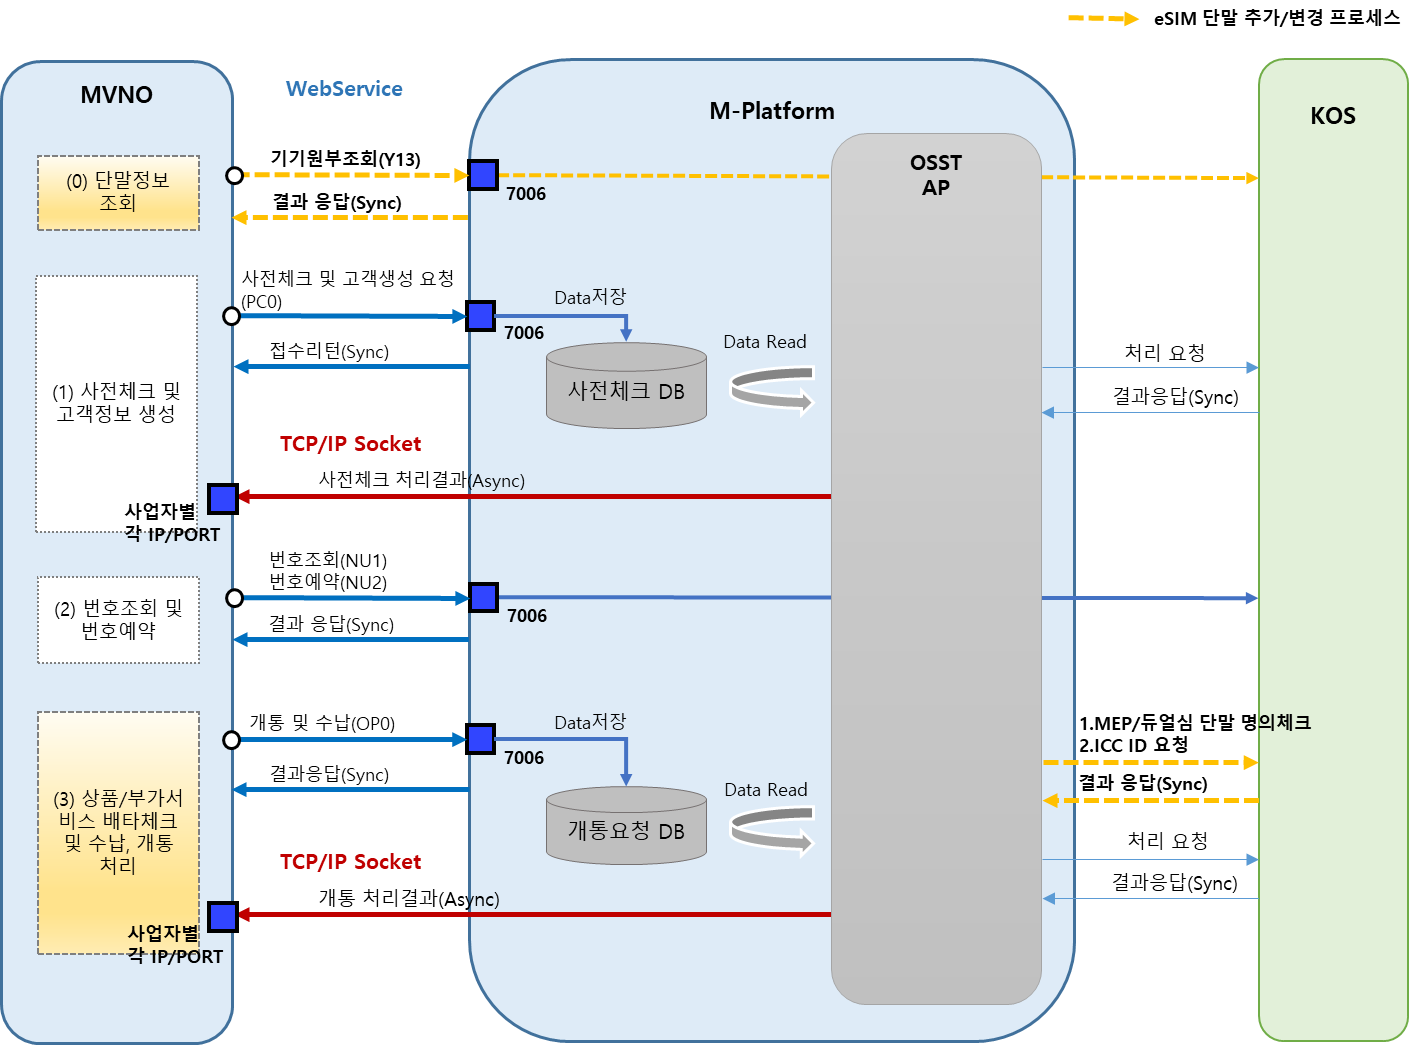 eSIM 단말 추가/변경 프로세스
MVNO
WebService
M-Platform
KOS
OSST
AP
(0) 단말정보
조회
기기원부조회(Y13)
7006
결과 응답(Sync)
(1) 사전체크 및
고객정보 생성
사전체크 및 고객생성 요청
(PC0)
7006
접수리턴(Sync)
Data저장
사전체크 DB
Data Read
처리 요청
결과응답(Sync)
TCP/IP Socket
사전체크 처리결과(Async)
사업자별
각 IP/PORT
(2) 번호조회 및
번호예약
번호조회(NU1)
번호예약(NU2)
7006
결과 응답(Sync)
(3) 상품/부가서
비스 배타체크
및 수납, 개통
처리
개통 및 수납(OP0)
7006
결과응답(Sync)
Data저장
개통요청 DB
Data Read
1.MEP/듀얼심 단말 명의체크
2.ICC ID 요청
결과 응답(Sync)
처리 요청
결과응답(Sync)
TCP/IP Socket
개통 처리결과(Async)
사업자별
각 IP/PORT